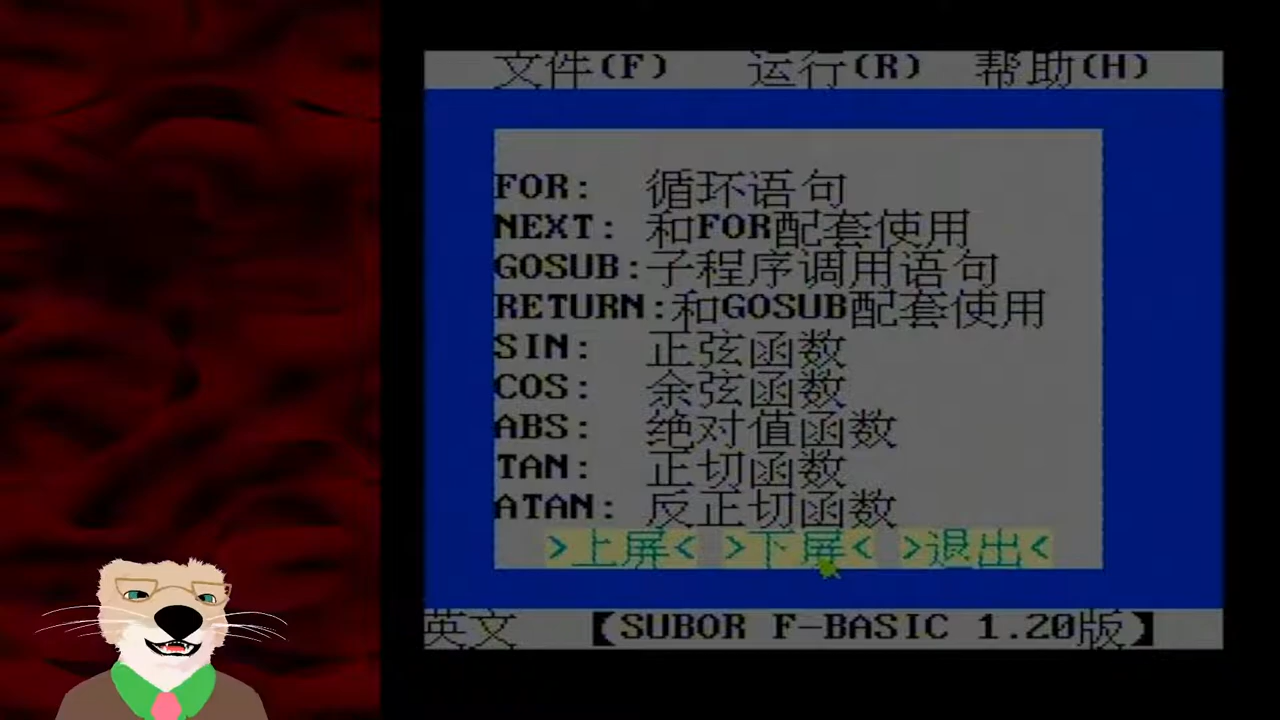 文件(F) 运行(R) 帮助(H)
FOR: 循环语句
NEXT: 和FOR配套使用
GOSUB:子程序调用语句
RETURN:和GOSUB配套使用
SIN: 正弦函数
COS: 余弦函数
ABS: 绝对值函数
TAN: 正切函数
ATAN: 反正切函数
>上屏< >下屏< >退出<
英文 【SUBOR F-BASIC 1.20版】